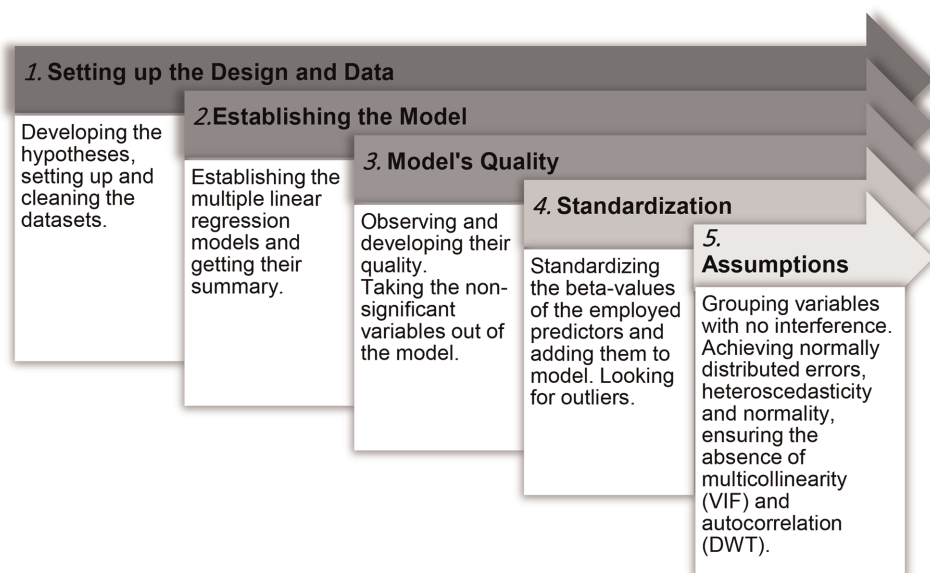 1. Setting up the Design and Data
Developing the
hypotheses,
setting up and
cleaning the
datasets.
2.Establishing the Model
Establishing the
multiple linear
regression
models and
getting their
summary.
3. Model's Quality
Observing and
developing their
quality.
Taking the non-
significant
variables out of
the model.
4. Standardization
Standardizing
the beta-values
of the employed
predictors and
adding them to
model. Looking
for outliers.
5.
Assumptions
Grouping variables
with no interference.
Achieving normally
distributed errors,
heteroscedasticity
and normality,
ensuring the
absence of
multicollinearity
(VIF) and
autocorrelation
(DWT).